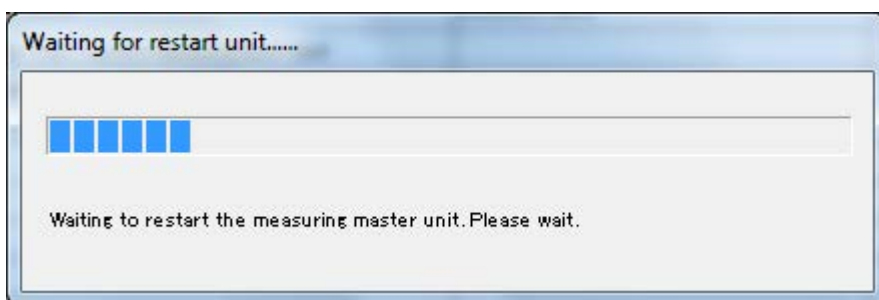 Waiting for restart unit......
Waiting to restart the measuring master unit. Please wait.